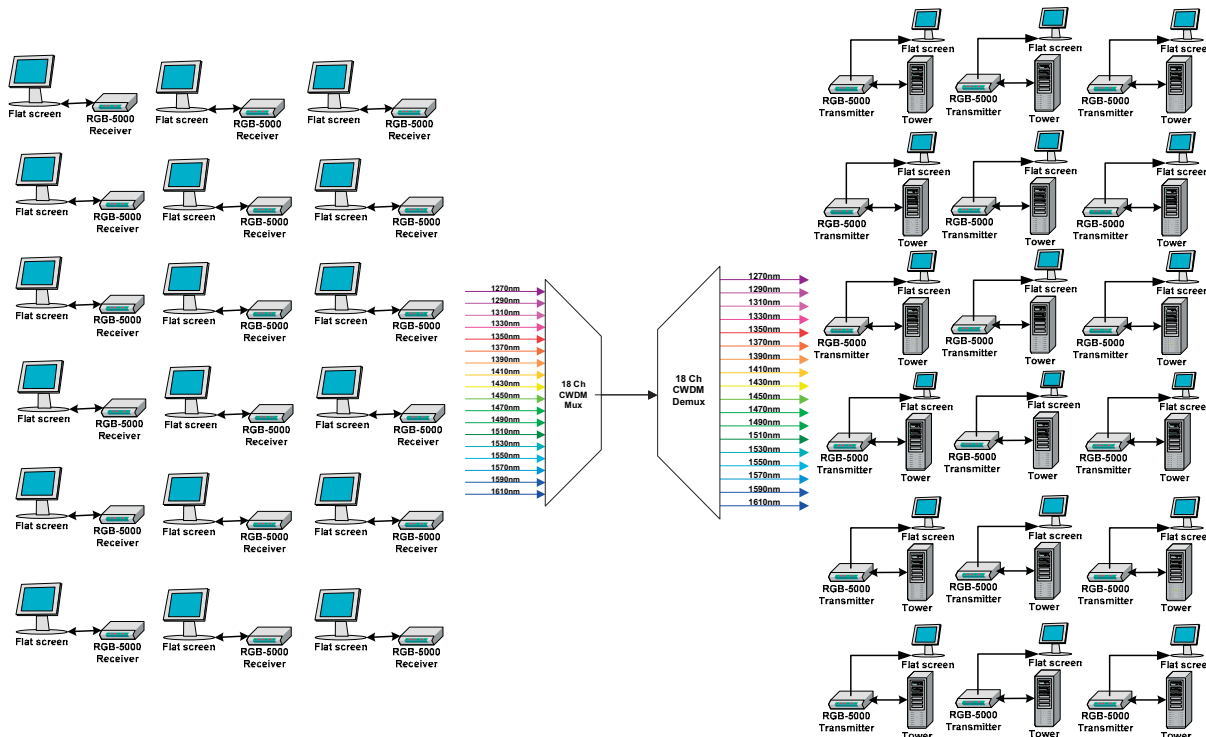 Flat screen
RGB-5000
Receiver
Flat screen
RGB-5000
Receiver
Flat screen
RGB-5000
Receiver
Flat screen
RGB-5000
Receiver
Flat screen
RGB-5000
Receiver
Flat screen
RGB-5000
Receiver
Flat screen
RGB-5000
Receiver
Flat screen
RGB-5000
Receiver
Flat screen
RGB-5000
Receiver
Flat screen
RGB-5000
Receiver
Flat screen
RGB-5000
Receiver
Flat screen
RGB-5000
Receiver
Flat screen
RGB-5000
Receiver
Flat screen
RGB-5000
Receiver
Flat screen
RGB-5000
Receiver
Flat screen
RGB-5000
Receiver
Flat screen
RGB-5000
Receiver
Flat screen
RGB-5000
Receiver
1270nm
1290nm
1310nm
1330nm
1350nm
1370nm
1390nm
1410nm
1430nm
1450nm
1470nm
1490nm
1510nm
1530nm
1550nm
1570nm
1590nm
1610nm
18 Ch
CWDM
Mux
18 Ch
CWDM
Demux
1270nm
1290nm
1310nm
1330nm
1350nm
1370nm
1390nm
1410nm
1430nm
1450nm
1470nm
1490nm
1510nm
1530nm
1550nm
1570nm
1590nm
1610nm
Flat screen
RGB-5000
Transmitter
Tower
Flat screen
RGB-5000
Transmitter
Tower
Flat screen
RGB-5000
Transmitter
Tower
Flat screen
RGB-5000
Transmitter
Tower
Flat screen
RGB-5000
Transmitter
Tower
Flat screen
RGB-5000
Transmitter
Tower
Flat screen
RGB-5000
Transmitter
Tower
Flat screen
RGB-5000
Transmitter
Tower
Flat screen
RGB-5000
Transmitter
Tower
Flat screen
RGB-5000
Transmitter
Tower
Flat screen
RGB-5000
Transmitter
Tower
Flat screen
RGB-5000
Transmitter
Tower
Flat screen
RGB-5000
Transmitter
Tower
Flat screen
RGB-5000
Transmitter
Tower
Flat screen
RGB-5000
Transmitter
Tower
Flat screen
RGB-5000
Transmitter
Tower
Flat screen
RGB-5000
Transmitter
Tower
Flat screen
RGB-5000
Transmitter
Tower